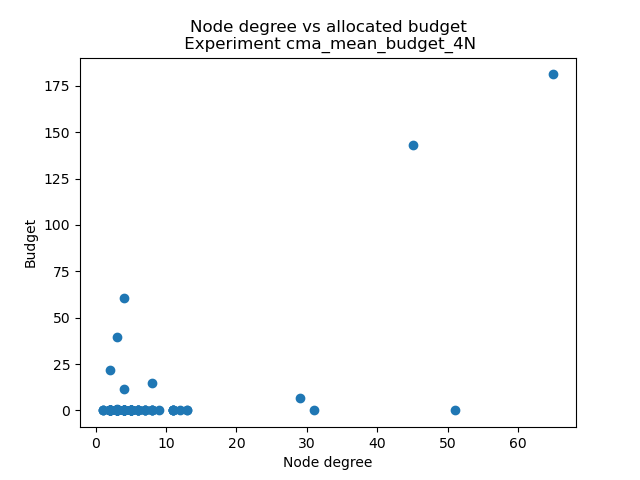 Node degree vs allocated budget
Experiment cma_mean_budget_4N
175
150
125
100
75
50
25
0
Budget
0 10 20 30 40 50 60
Node degree